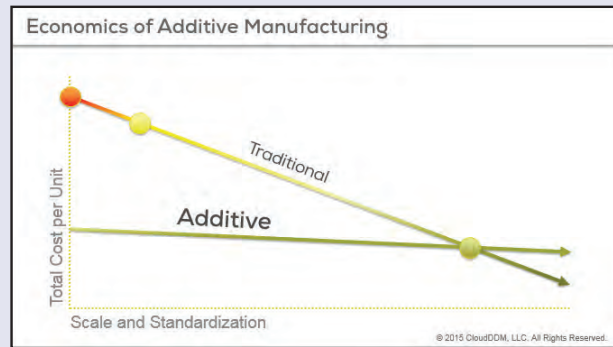 Economics of Additive Manufacturing
Traditional
Additive
Total Cost per Unit
Scale and Standardization
© 2015 CloudDDM, LLC. All Rights Reserved.